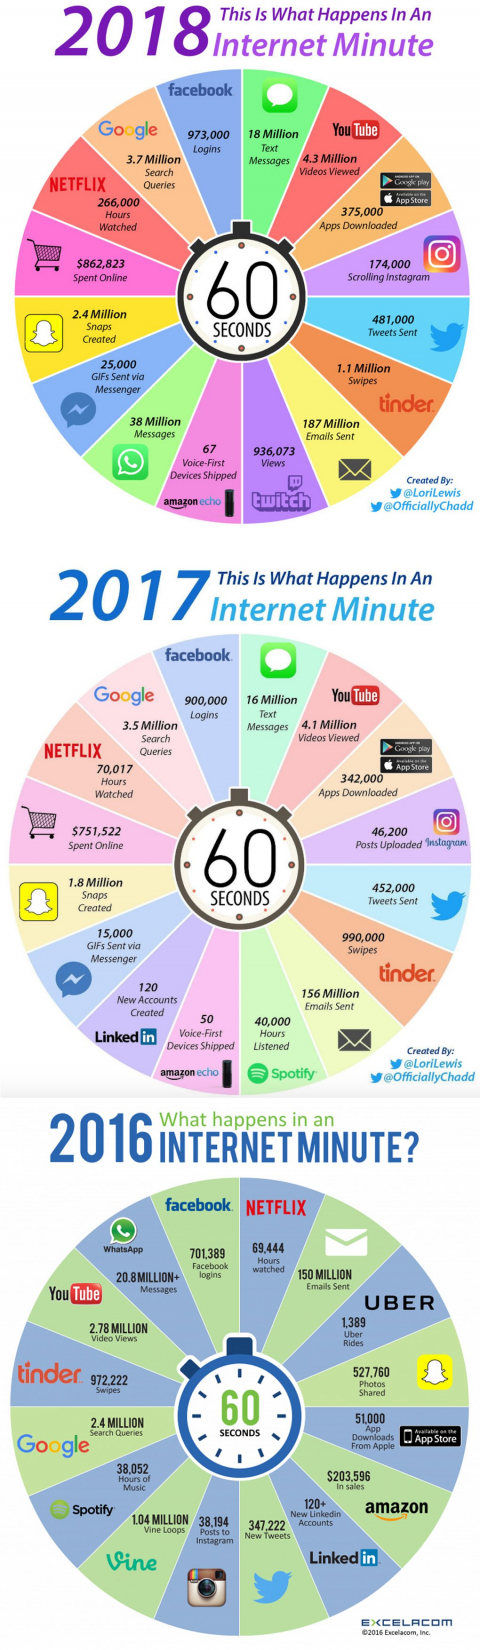 2018 This Is What Happens In An
Internet Minute
facebook
973,000
Logins
18 Million
Text
Messages
YouTube
4.3 Million
Videos Viewed
ANDROID APP ON
Google play
Available on the
App Store
375,000
Apps Downloaded
174,000
Scrolling Instagram
481,000
Tweets Sent
1.1 Million
Swipes
tinder
187 Million
Emails Sent
936,073
Views
twitch
67
Voice-First
Devices Shipped
amazon echo
38 Million
Messages
25,000
GIFs Sent via
Messenger
2.4 Million
Snaps
Created
$862,823
Spent Online
NETFLIX
266,000
Hours
Watched
Google
3.7 Million
Search
Queries
60
SECONDS
Created By:
@LoriLewis
@OfficiallyChadd
2017 This Is What Happens In An
Internet Minute
facebook
900,000
Logins
16 Million
Text
Messages
YouTube
4.1 Million
Videos Viewed
ANDROID APP ON
Google play
Available on the
App Store
342,000
Apps Downloaded
46,200
Posts Uploaded Instagram
452,000
Tweets Sent
990,000
Swipes
tinder
156 Million
Emails Sent
40,000
Hours
Listened
Spotify
50
Voice-First
Devices Shipped
amazon echo
120
New Accounts
Created
Linked in
15,000
GIFs Sent via
Messenger
1.8 Million
Snaps
Created
$751,522
Spent Online
NETFLIX
70,017
Hours
Watched
Google
3.5 Million
Search
Queries
60
SECONDS
Created By:
@LoriLewis
@OfficiallyChadd
2016 What happens in an
INTERNET MINUTE?
facebook
701,389
Facebook
logins
NETFLIX
69,444
Hours
watched
150 MILLION
Emails Sent
UBER
1,389
Uber
Rides
527,760
Photos
Shared
51,000
App
Downloads
From Apple
Available on the
App Store
$203,596
In sales
amazon
120+
New Linkedin
Accounts
Linked in
347,222
New Tweets
38,194
Posts to
Instagram
1.04 MILLION
Vine Loops
Vine
38,052
Hours of
Music
Spotify
2.4 MILLION
Search Queries
Google
tinder
972,222
Swipes
YouTube
2.78 MILLION
Video Views
WhatsApp
20.8 MILLION+
Messages
60
SECONDS
EXCELACOM
©2016 Excelacom, Inc.